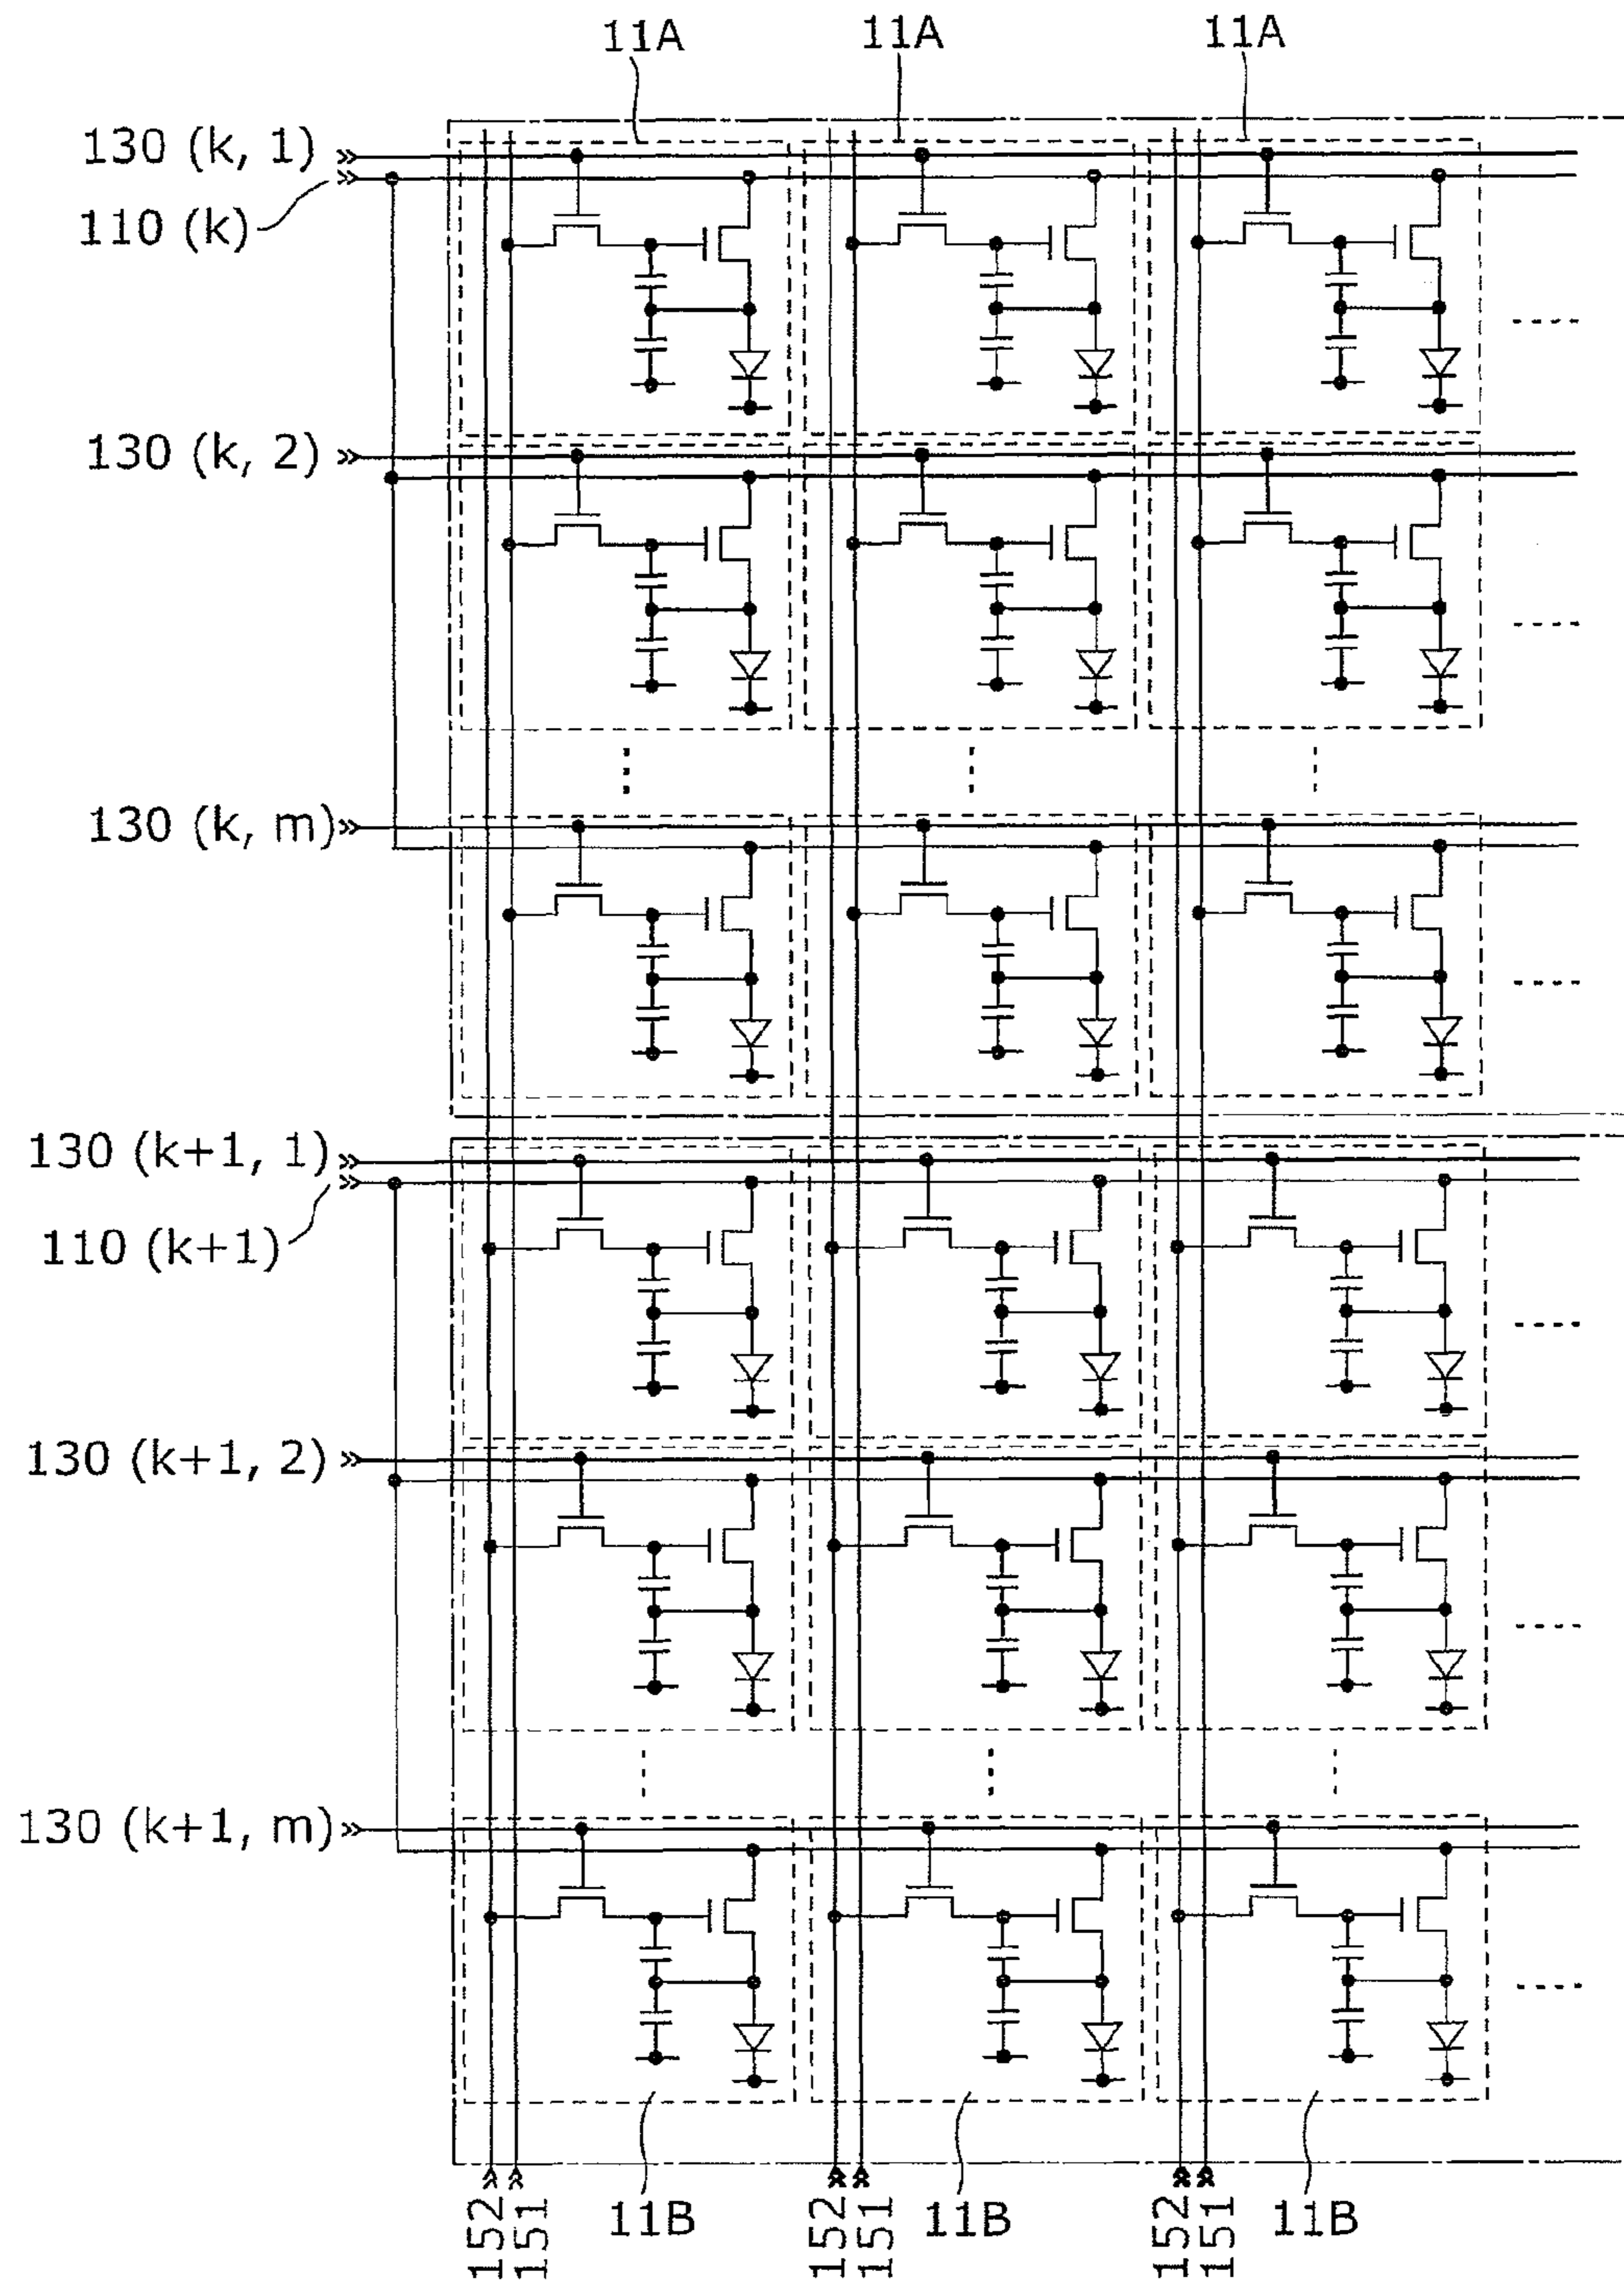 11A 11A 11A
130 (k, 1)
110 (k)
130 (k, 2)
130 (k, m)
130 (k+1, 1)
110 (k+1)
130 (k+1, 2)
130 (k+1, m)
152 151 11B 152 151 11B 152 151 11B